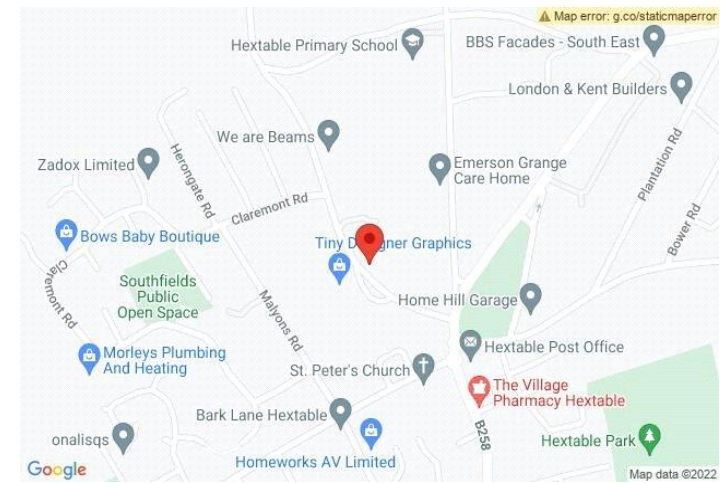 Map error: g.co/staticmaperror
Hextable Primary School
BBS Facades - South East
London & Kent Builders
We are Beams
Zadox Limited
Herongate Rd
Emerson Grange
Care Home
Plantation Rd
Claremont Rd
Bower Rd
Bows Baby Boutique
Tiny D gner Graphics
Claremont Rd
Southfields
Public
Open Space
Malyons Rd
Home Hill Garage
Morleys Plumbing
And Heating
Hextable Post Office
St. Peter's Church
The Village
Pharmacy Hextable
Bark Lane Hextable
B258
onalisqs
Homeworks AV Limited
Hextable Park
Google
Map data ©2022